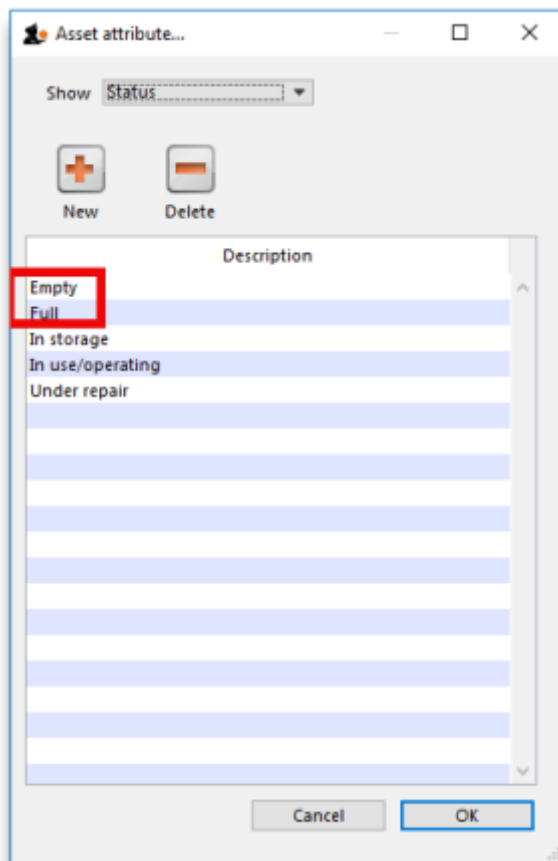 Asset attribute...
Show Status
New Delete
Description
Empty
Full
In storage
In use/operating
Under repair
Cancel OK